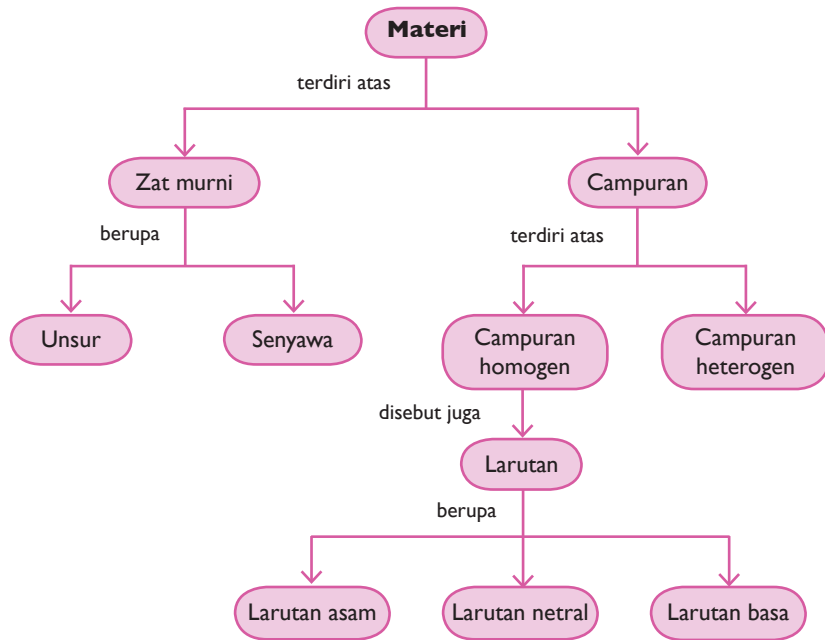 Materi
terdiri atas
Zat murni
Campuran
berupa
terdiri atas
Unsur
Senyawa
Campuran
homogen
Campuran
heterogen
disebut juga
Larutan
berupa
Larutan asam
Larutan netral
Larutan basa